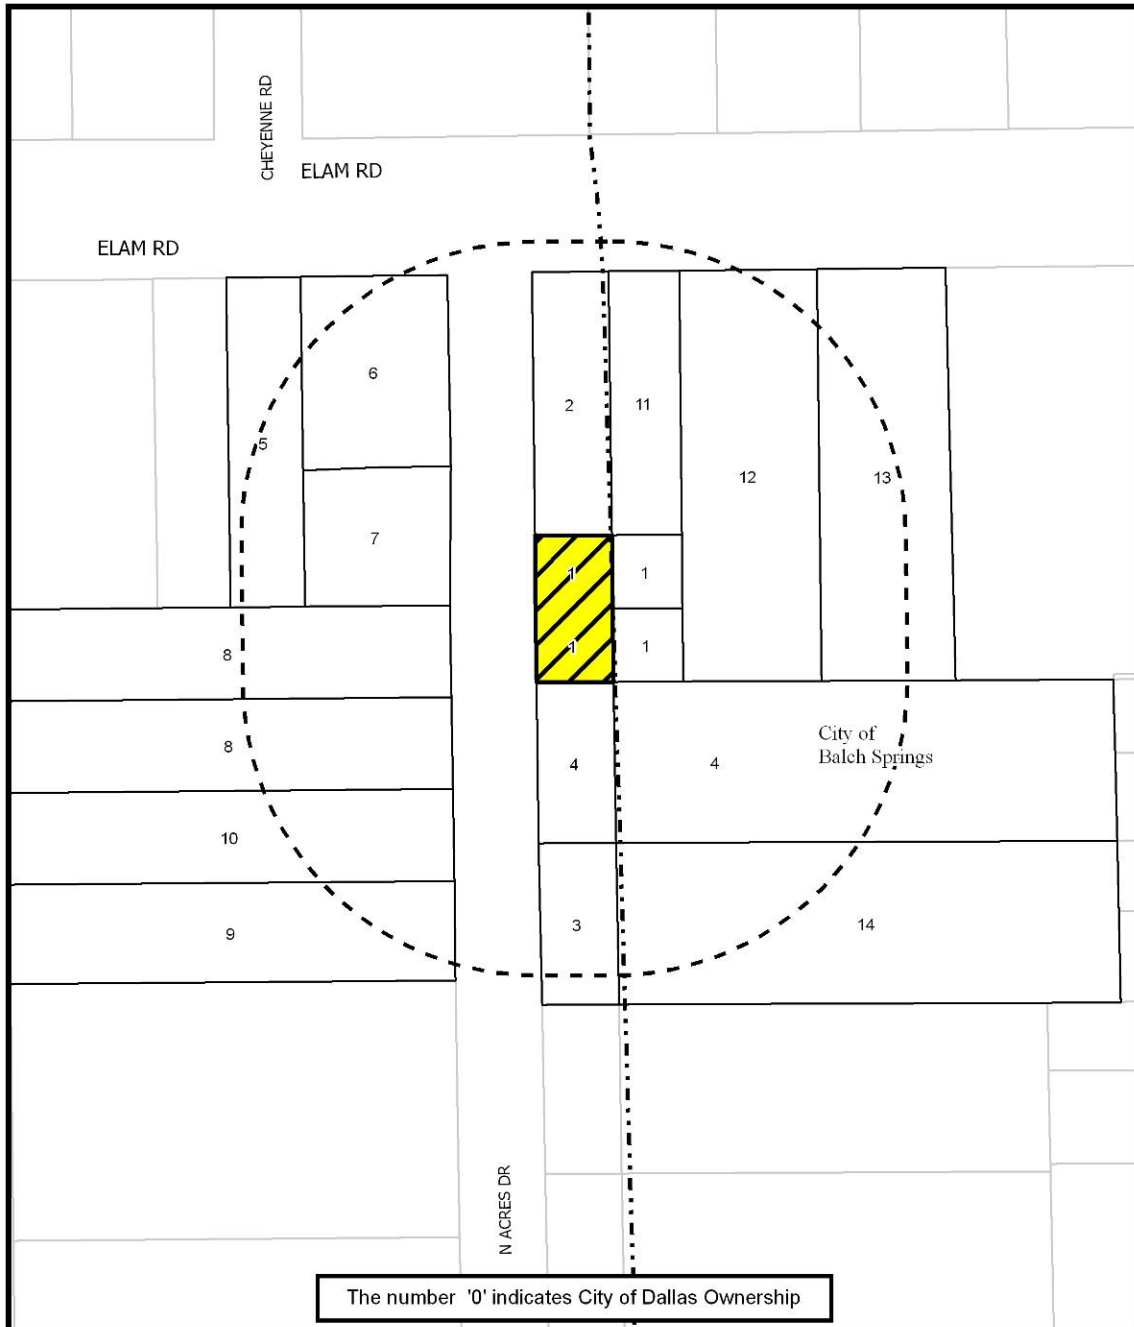 CHEYENNE RD
ELAM RD
ELAM RD
6
2
11
5
12
13
7
1
1
1
1
8
City of
Balch Springs
8
4
4
10
3
14
9
N ACRES DR
The number '0' indicates City of Dallas Ownership